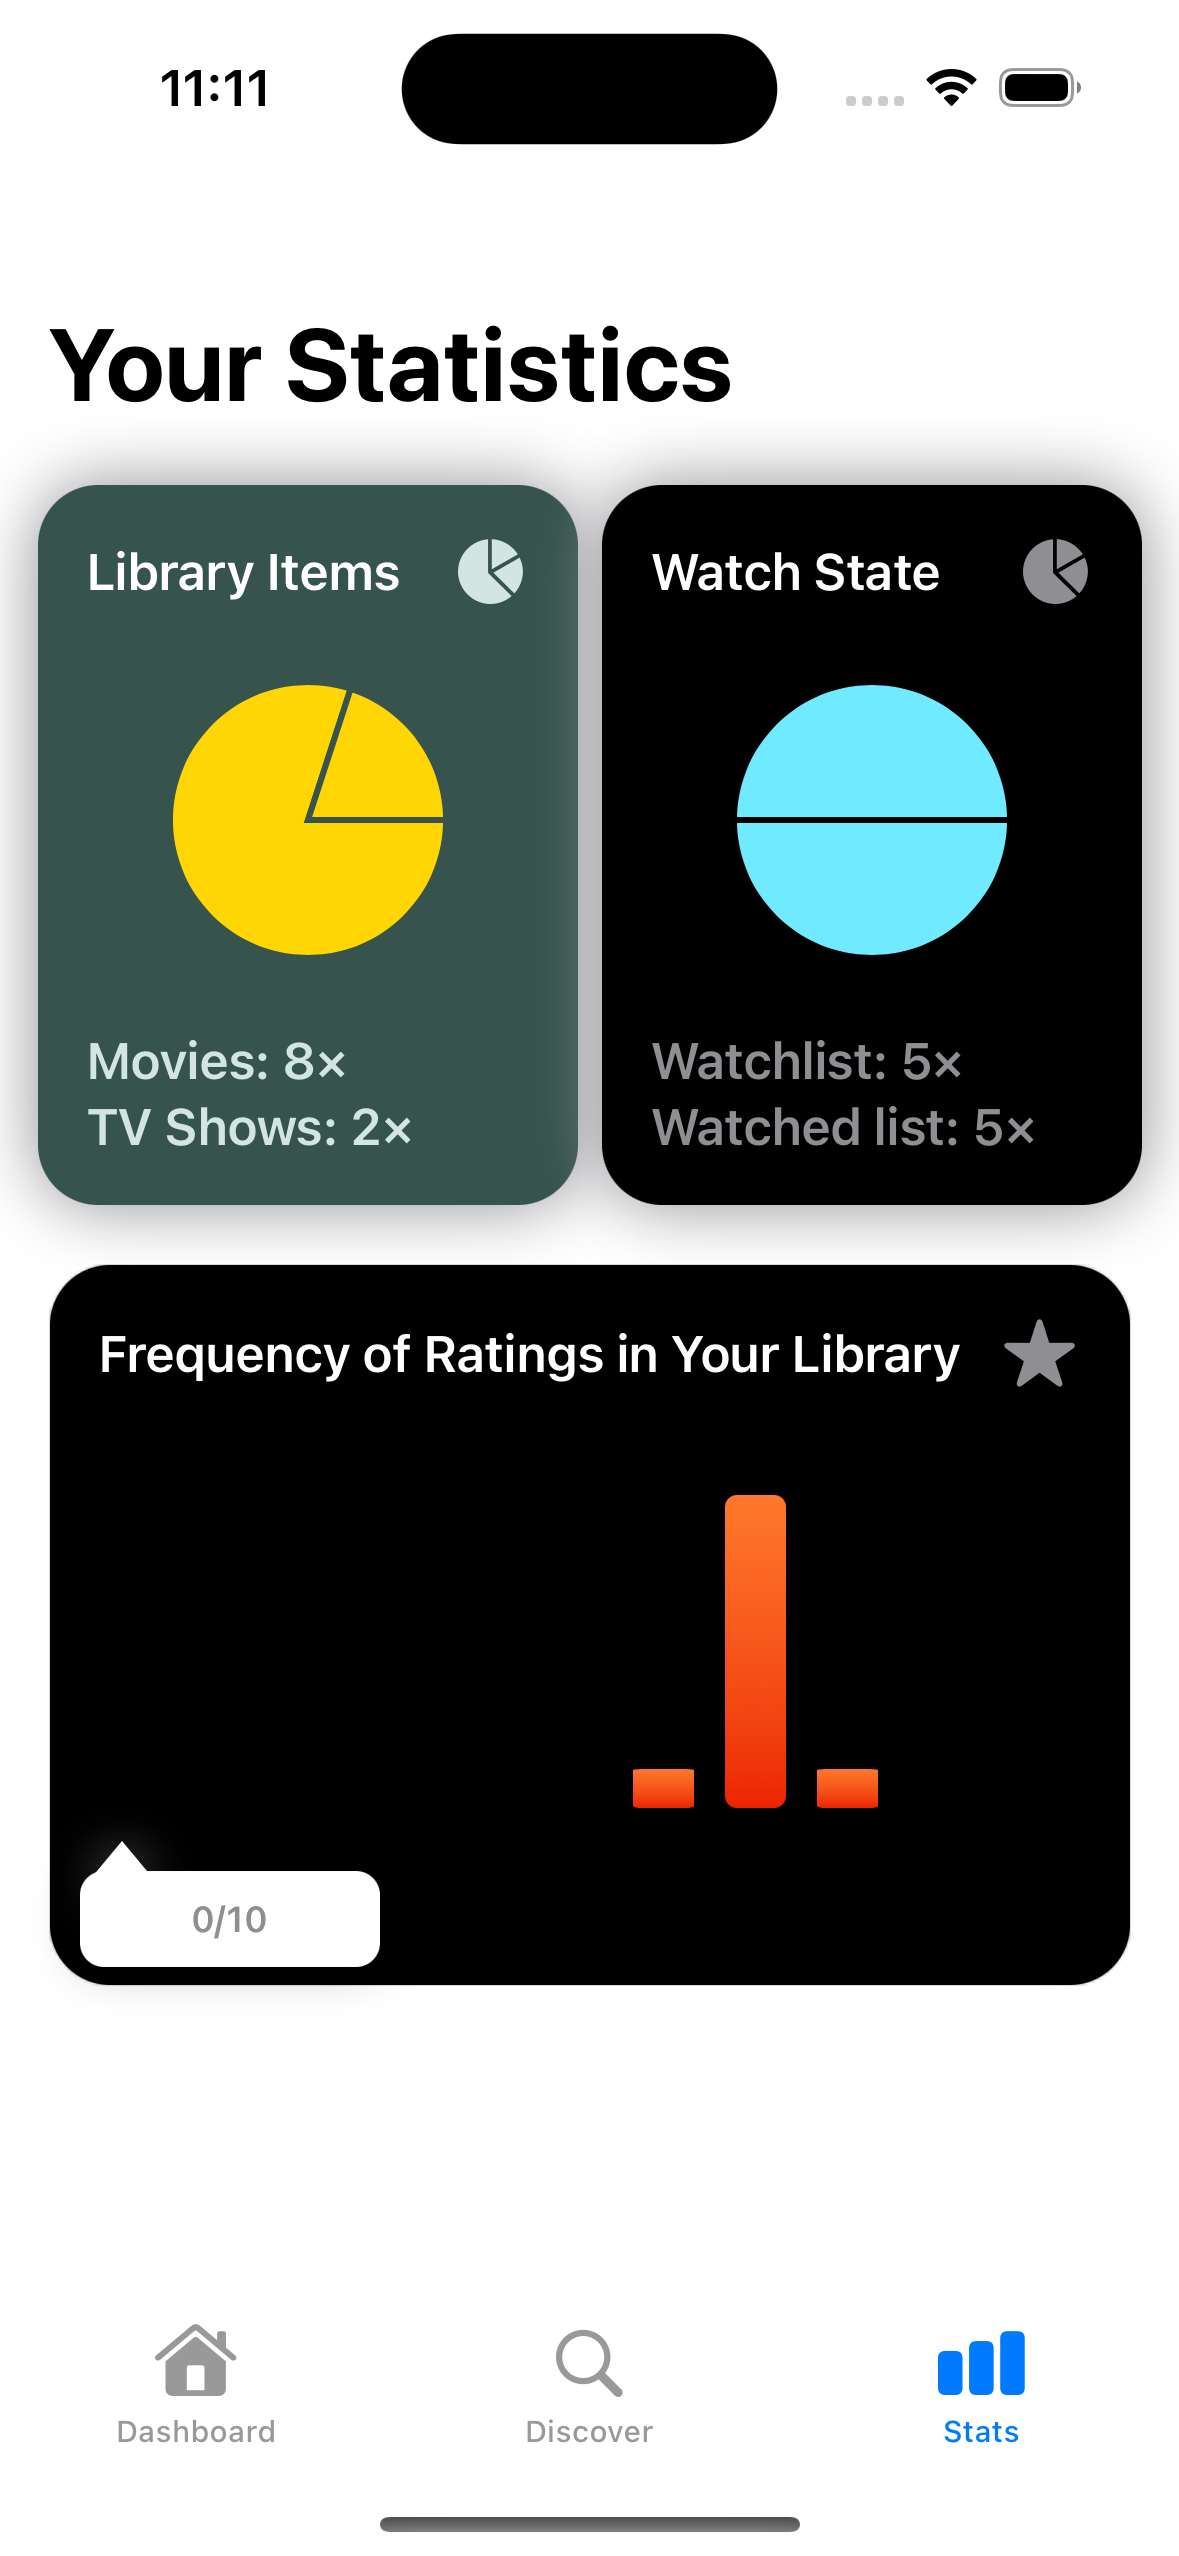 11:11
Your Statistics
Library Items
Watch State
Movies: 8×
TV Shows: 2×
Watchlist: 5×
Watched list: 5×
Frequency of Ratings in Your Library
0/10
Dashboard
Discover
Stats